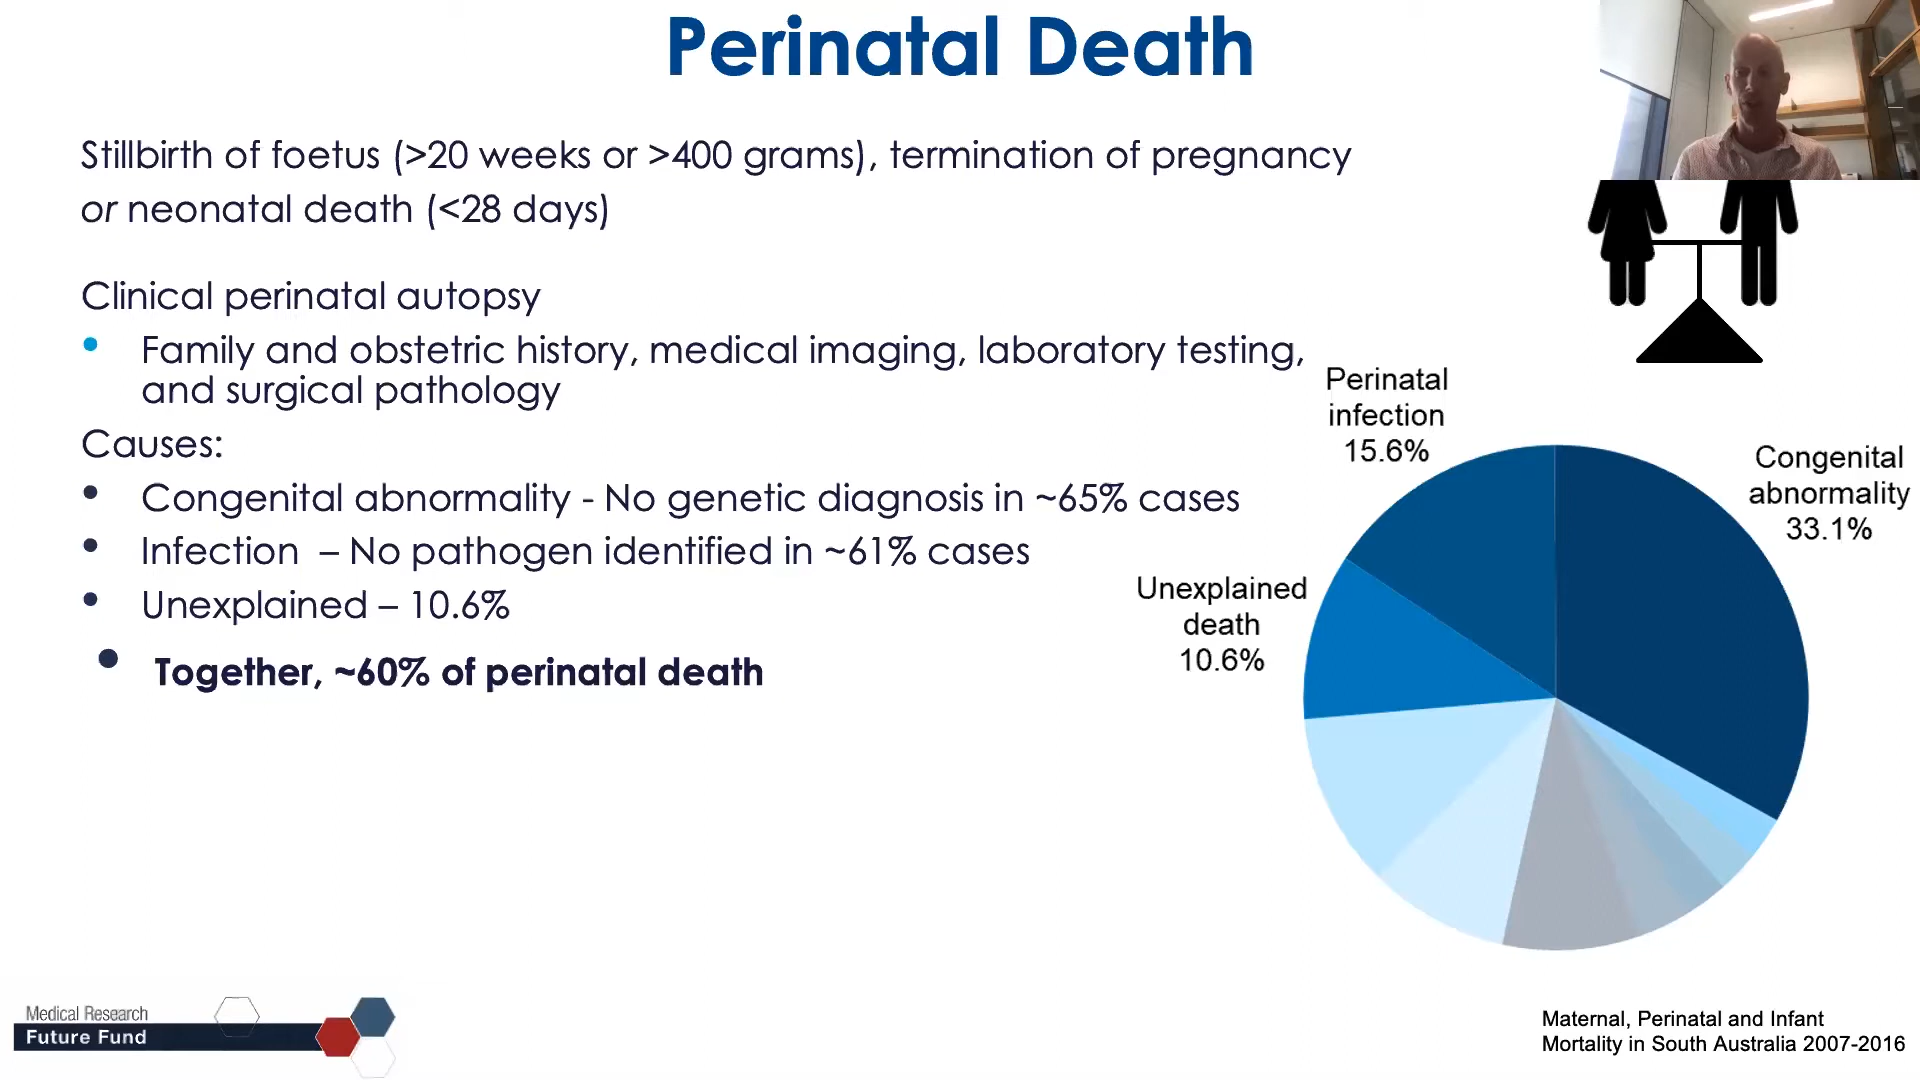 Perinatal Death
Stillbirth of foetus (>20 weeks or >400 grams), termination of pregnancy
or neonatal death (<28 days)
Clinical perinatal autopsy
• Family and obstetric history, medical imaging, laboratory testing,
and surgical pathology
Causes:
• Congenital abnormality - No genetic diagnosis in ~65% cases
• Infection – No pathogen identified in ~61% cases
• Unexplained – 10.6%
• Together, ~60% of perinatal death
Perinatal
infection
15.6%
Congenital
abnormality
33.1%
Unexplained
death
10.6%
Medical Research
Future Fund
Maternal, Perinatal and Infant
Mortality in South Australia 2007-2016